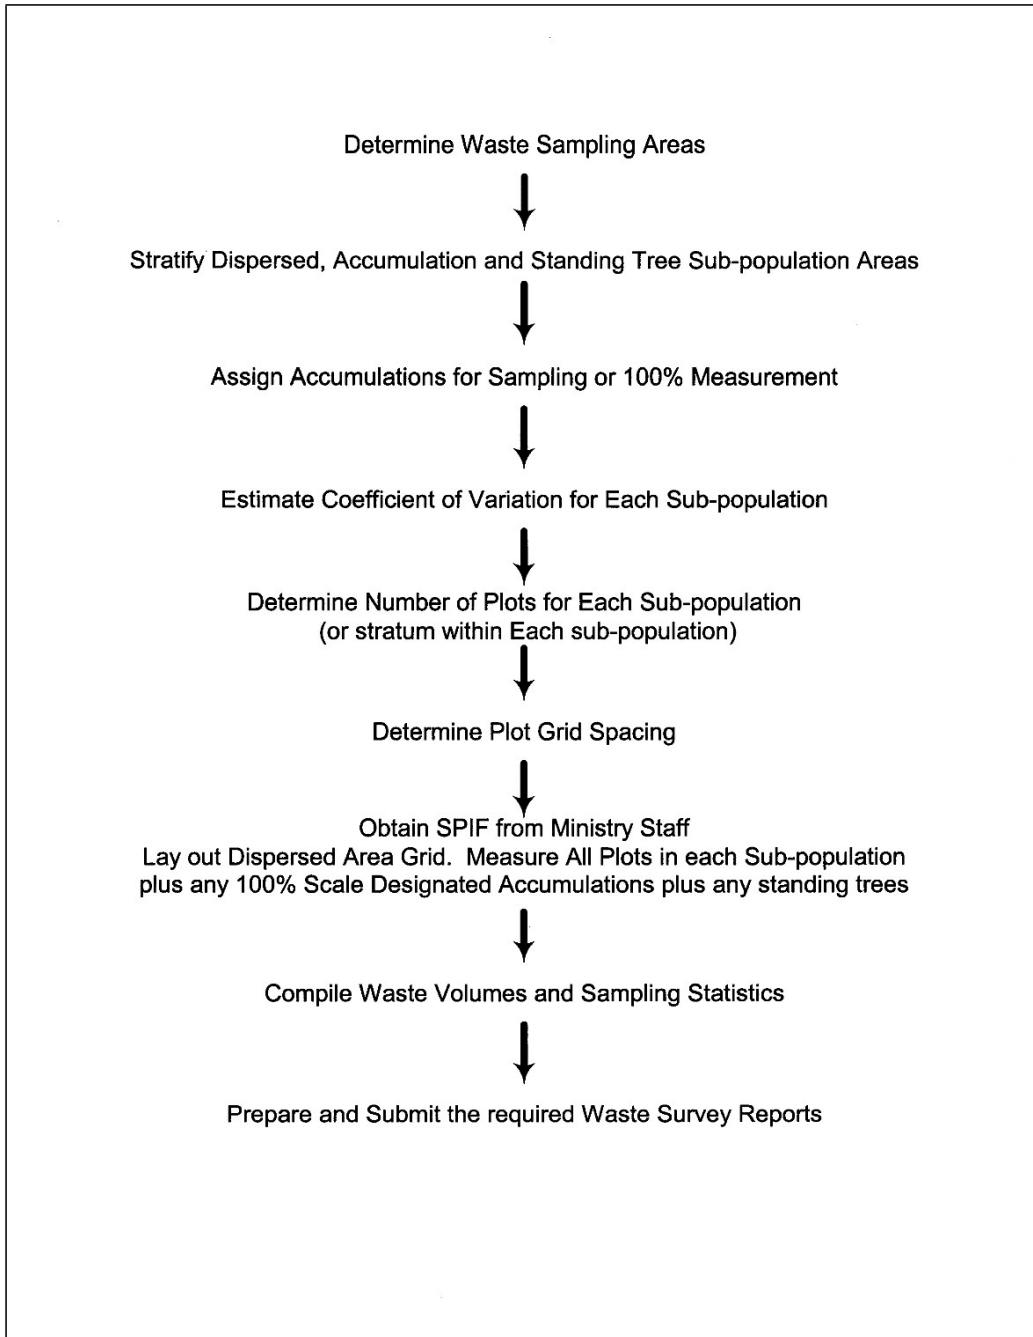 Determine Waste Sampling Areas
Stratify Dispersed, Accumulation and Standing Tree Sub-population Areas
Assign Accumulations for Sampling or 100% Measurement
Estimate Coefficient of Variation for Each Sub-population
Determine Number of Plots for Each Sub-population
(or stratum within Each sub-population)
Determine Plot Grid Spacing
Obtain SPIF from Ministry Staff
Lay out Dispersed Area Grid.  Measure All Plots in each Sub-population
plus any 100% Scale Designated Accumulations plus any standing trees
Compile Waste Volumes and Sampling Statistics
Prepare and Submit the required Waste Survey Reports